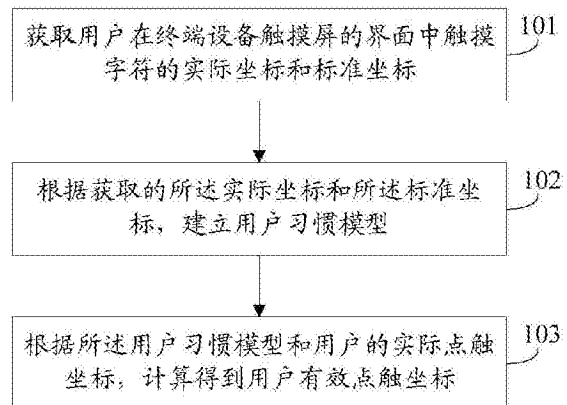 获取用户在终端设备触摸屏的界面中触摸
字符的实际坐标和标准坐标
101
根据获取的所述实际坐标和所述标准坐
标，建立用户习惯模型
102
根据所述用户习惯模型和用户的实际点触
坐标，计算得到用户有效点触坐标
103